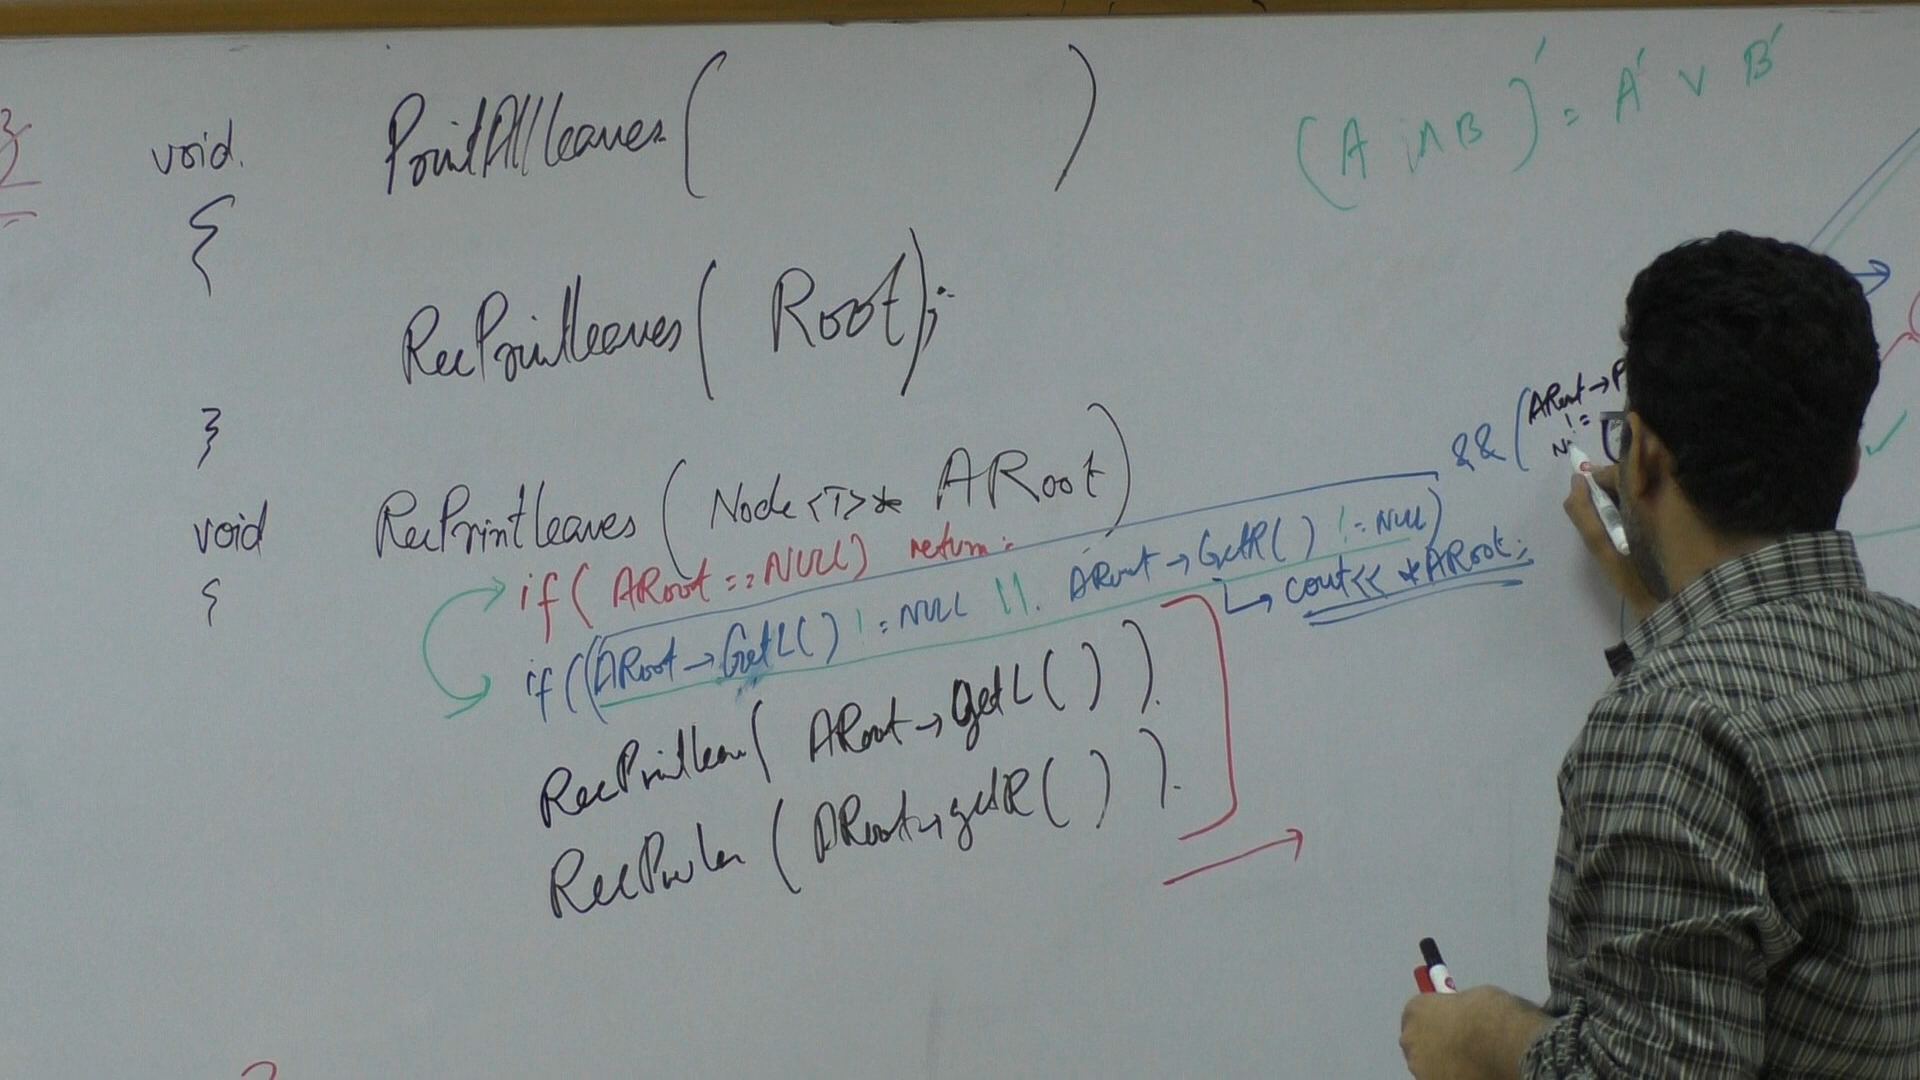 void. PrintAllleaves( )
(A ∩ B)' = A' ∨ B'
{
RecPrintleaves( Root);
}
&& (ARoot→P
!=
void RecPrintleaves ( Node<T>* ARoot)
{
if( ARoot == NULL) return;
if((ARoot→GetL() != NULL || ARoot→GetR() != NULL)
↳ cout<< *ARoot;
RecPrintleav( ARoot→getL( ) ).
( ARoot→getR( ) ).